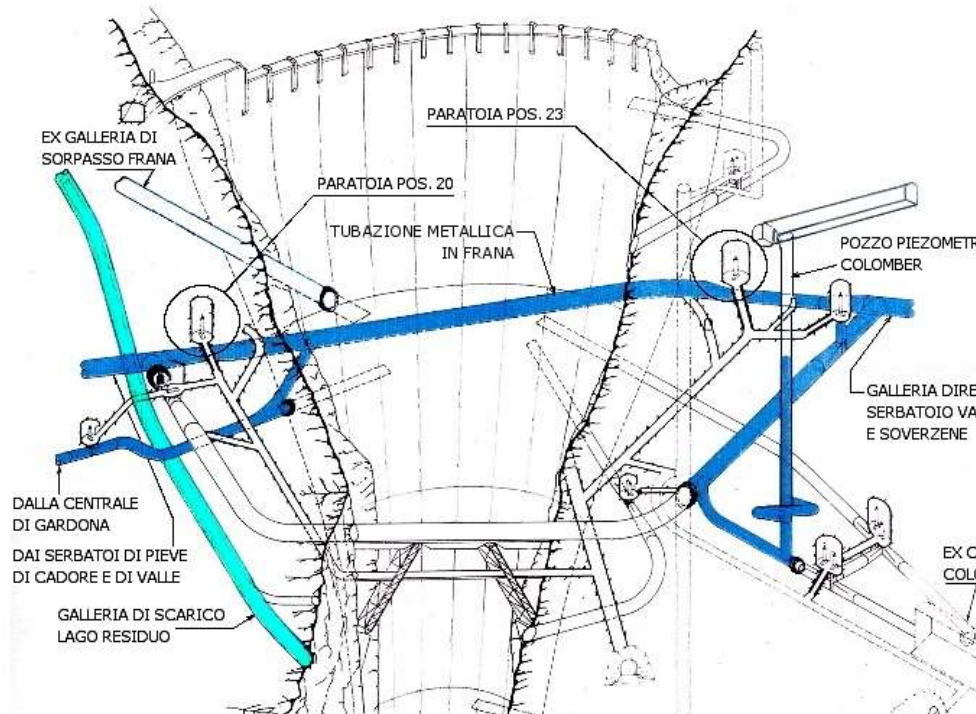 EX GALLERIA DI
SORPASSO FRANA
PARATOIA POS. 23
PARATOIA POS. 20
TUBAZIONE METALLICA
IN FRANA
POZZO PIEZOMETR
COLOMBER
GALLERIA DIRE
SERBATOIO VA
E SOVERZENE
DALLA CENTRALE
DI GARDONA
DAI SERBATOI DI PIEVE
DI CADORE E DI VALLE
GALLERIA DI SCARICO
LAGO RESIDUO
EX C
COLO